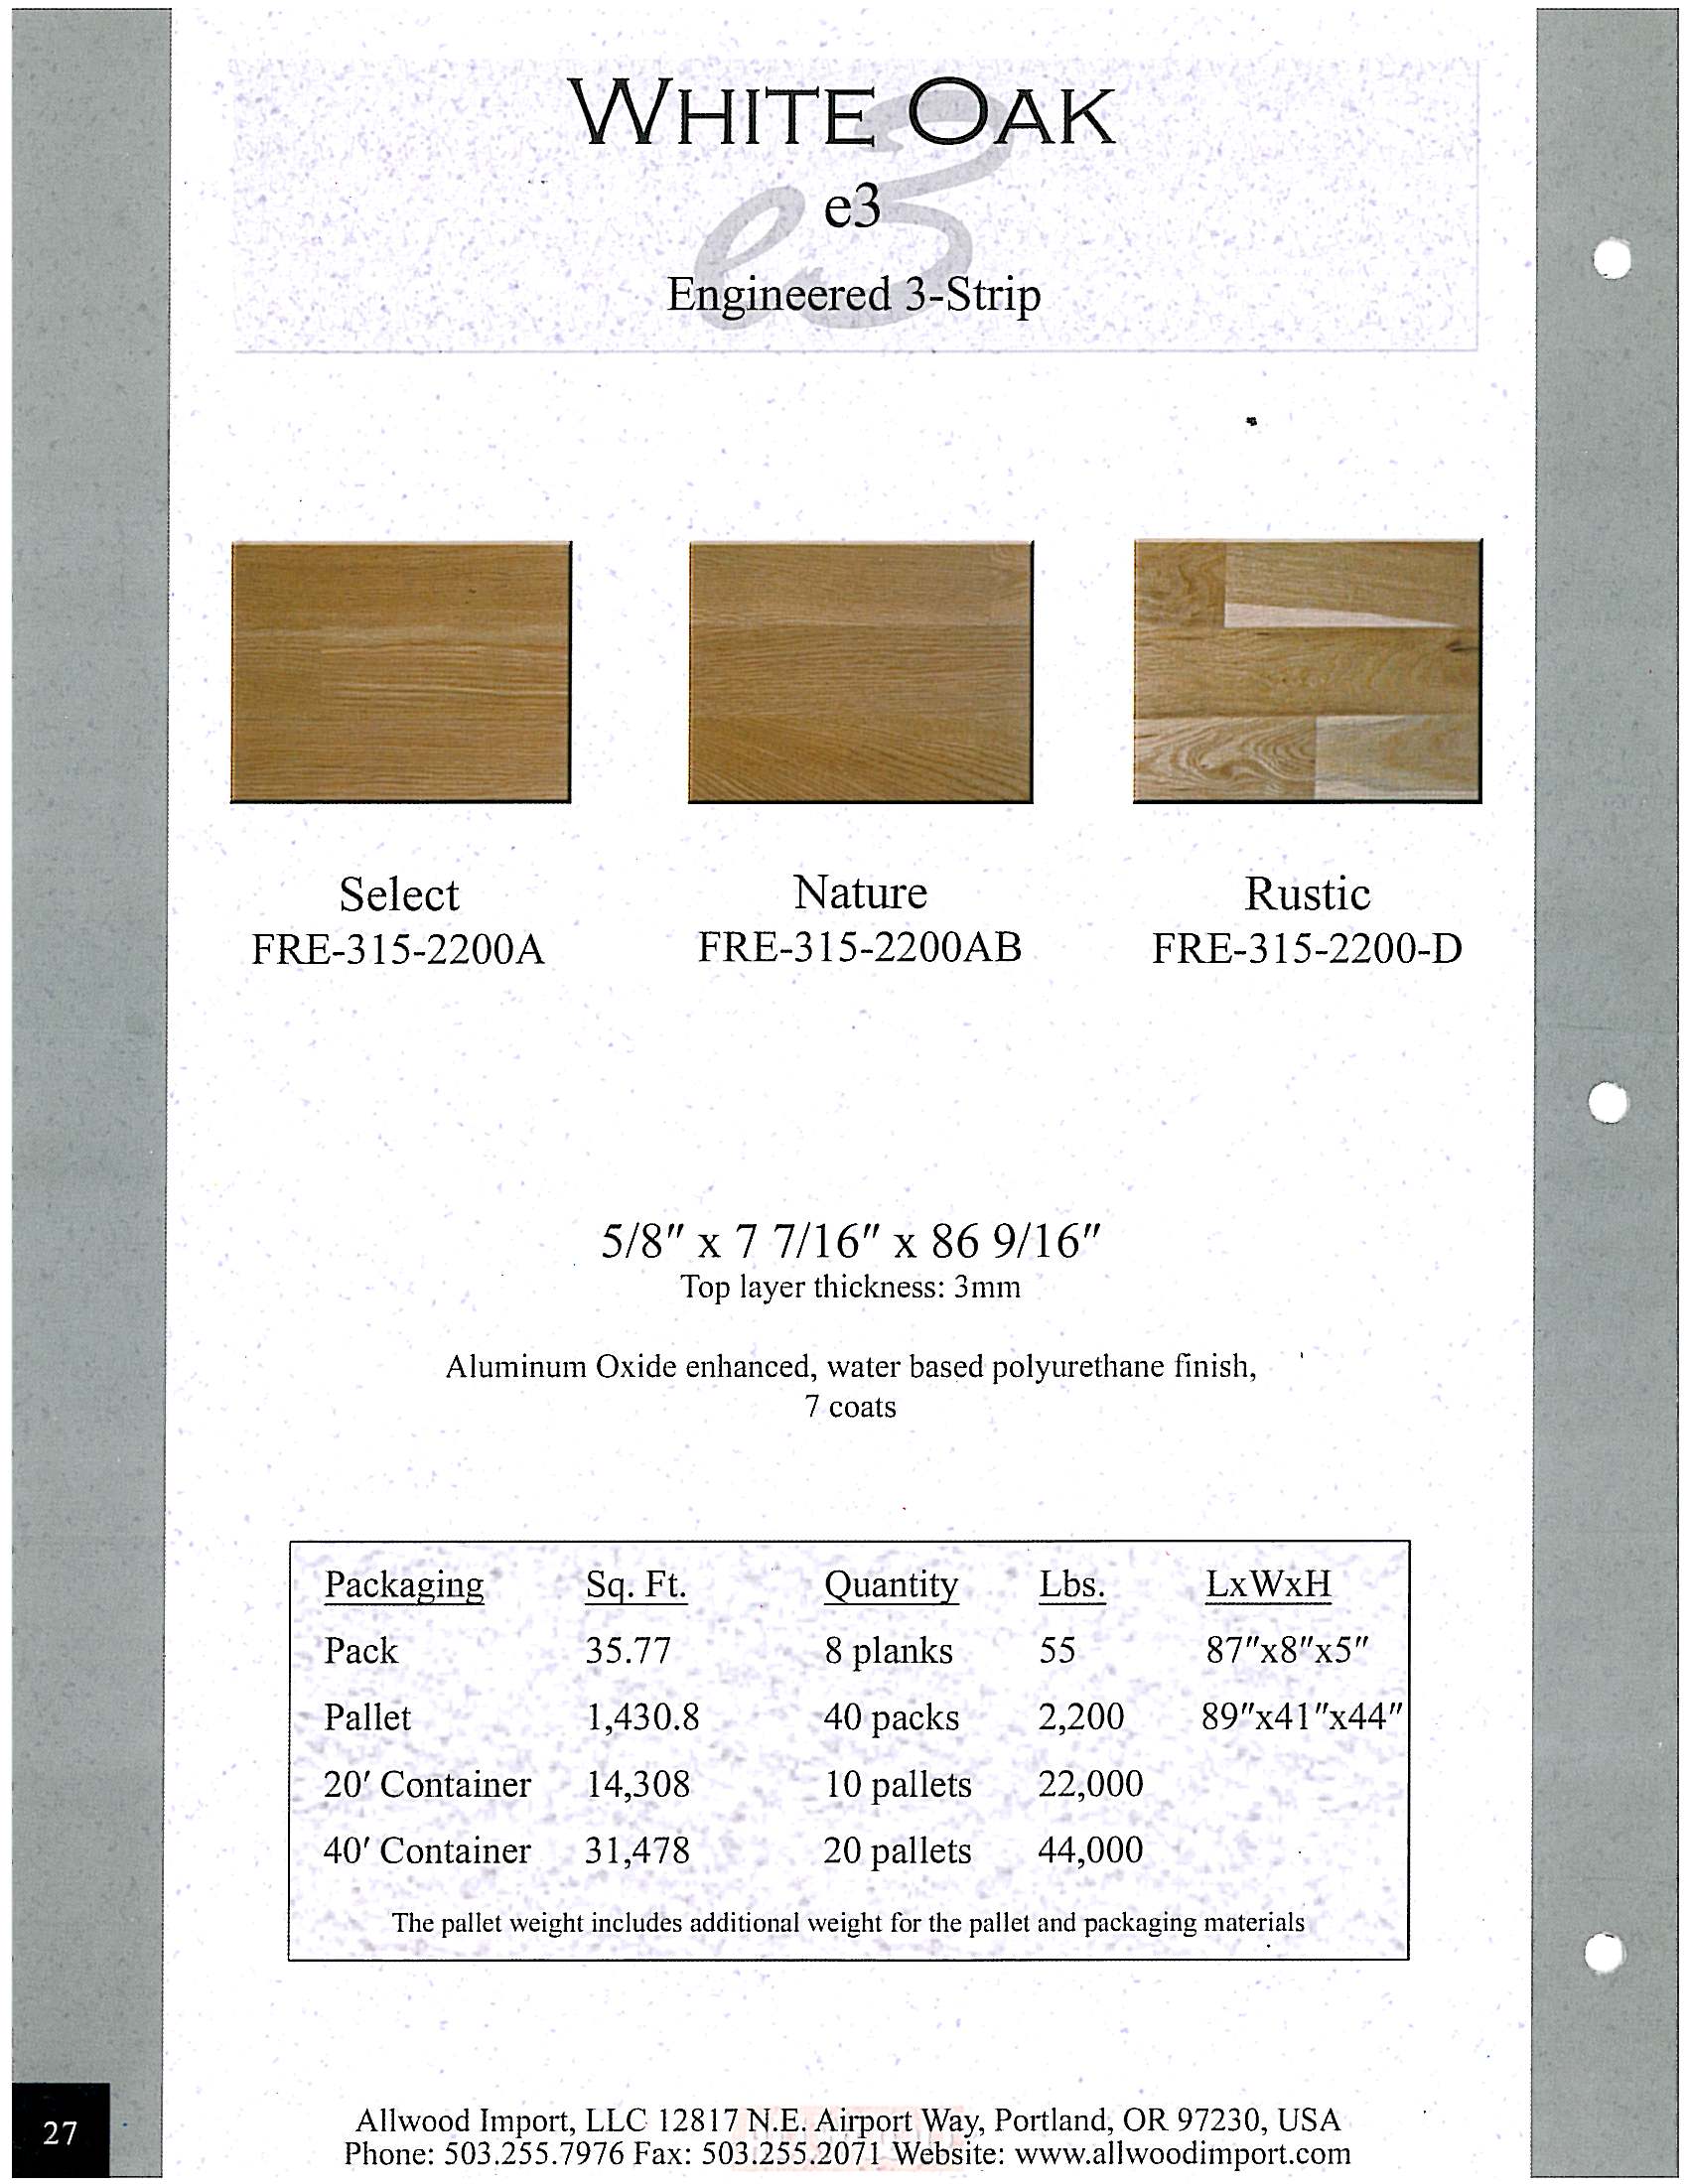 WHITE OAK
e3
e3
Engineered 3-Strip
Select
FRE-315-2200A
Nature
FRE-315-2200AB
Rustic
FRE-315-2200-D
5/8" x 7 7/16" x 86 9/16"
Top layer thickness: 3mm
Aluminum Oxide enhanced, water based polyurethane finish,
7 coats
Packaging Sq. Ft. Quantity Lbs. LxWxH
Pack 35.77 8 planks 55 87"x8"x5"
Pallet 1,430.8 40 packs 2,200 89"x41"x44"
20' Container 14,308 10 pallets 22,000
40' Container 31,478 20 pallets 44,000
The pallet weight includes additional weight for the pallet and packaging materials
27
Allwood Import, LLC 12817 N.E. Airport Way, Portland, OR 97230, USA
Phone: 503.255.7976 Fax: 503.255.2071 Website: www.allwoodimport.com